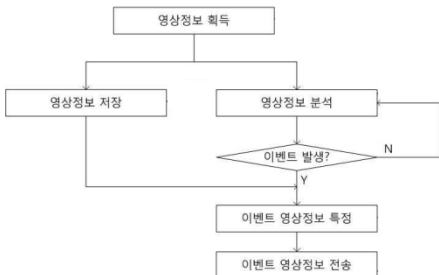 영상정보 획득
영상정보 저장
영상정보 분석
이벤트 발생?
N
Y
이벤트 영상정보 특정
이벤트 영상정보 전송